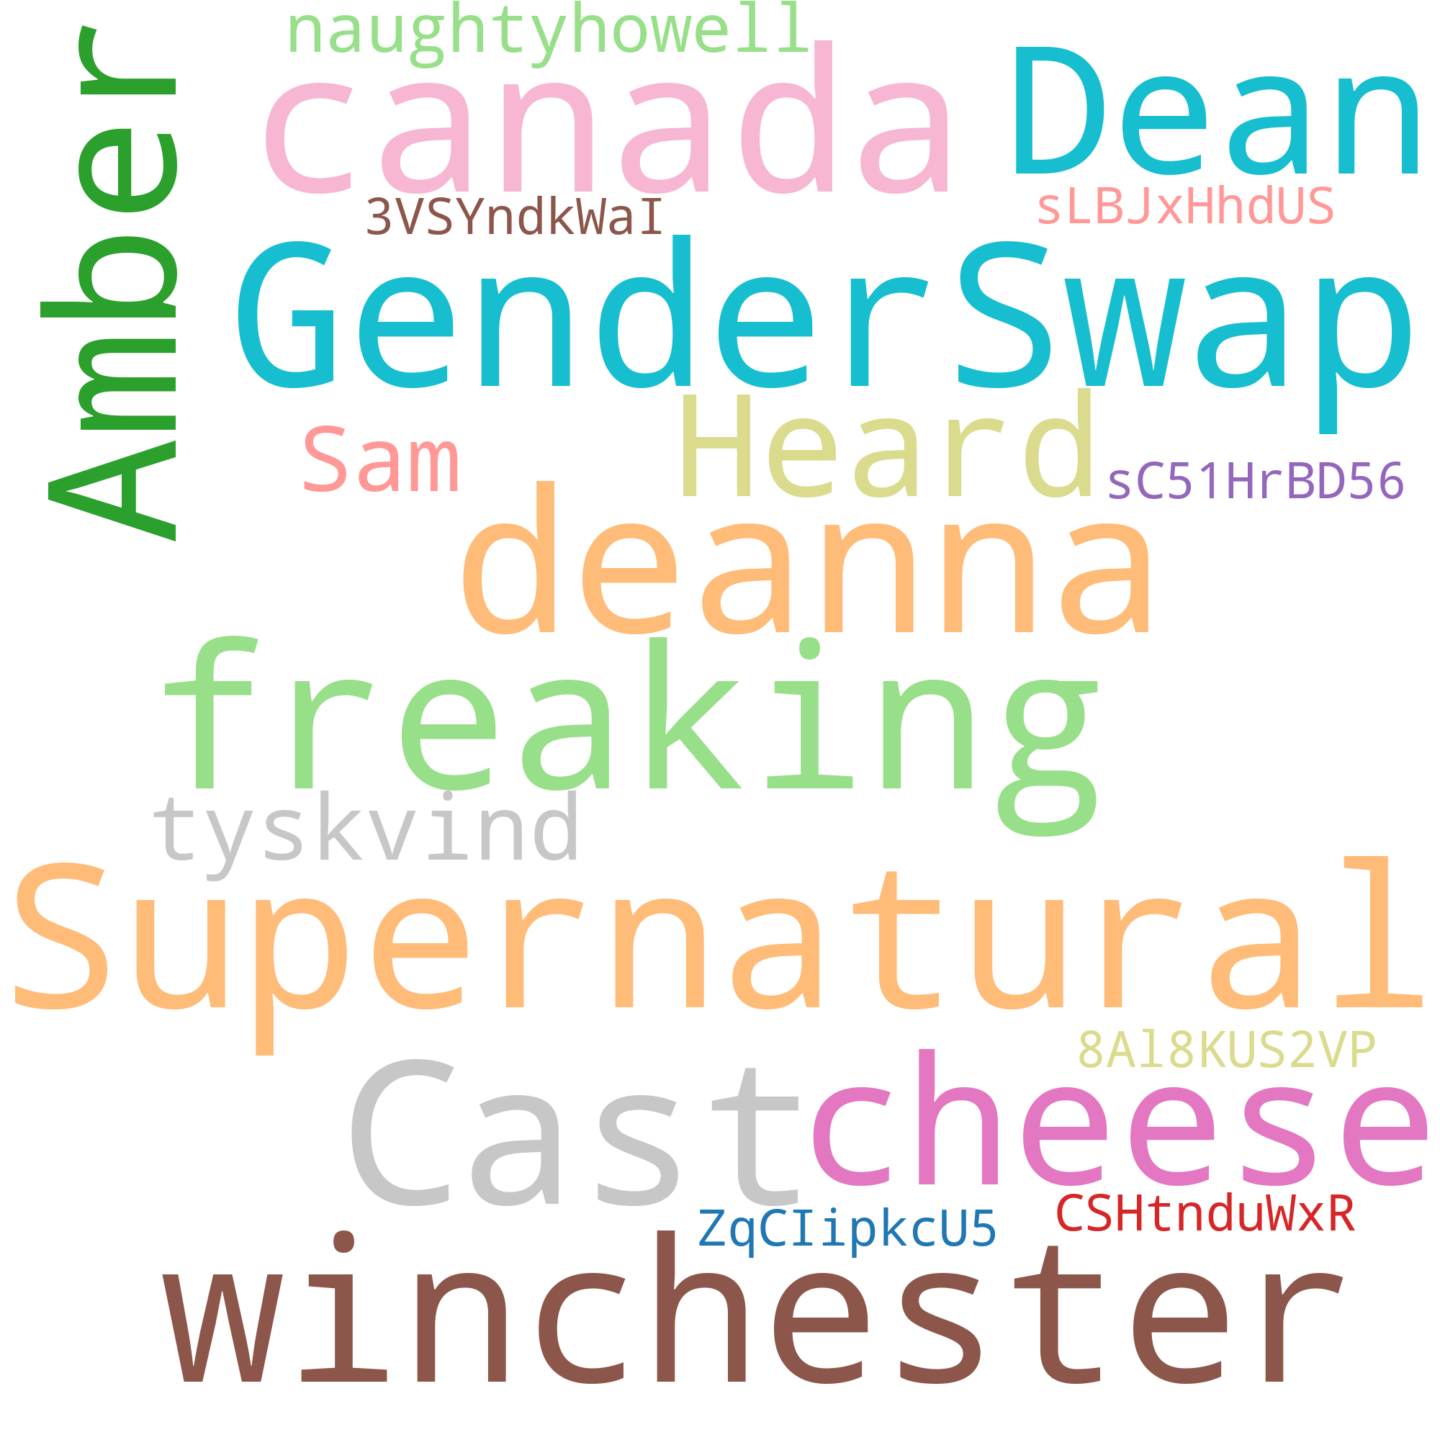 naughtyhowell
Amber
canada
Dean
3VSYndkWaI
sLBJxHhdUS
GenderSwap
Heard
Sam
sC51HrBD56
deanna
freaking
tyskvind
Supernatural
8Al8KUS2VP
Cast
cheese
CSHtnduWxR
ZqCIipkcU5
winchester